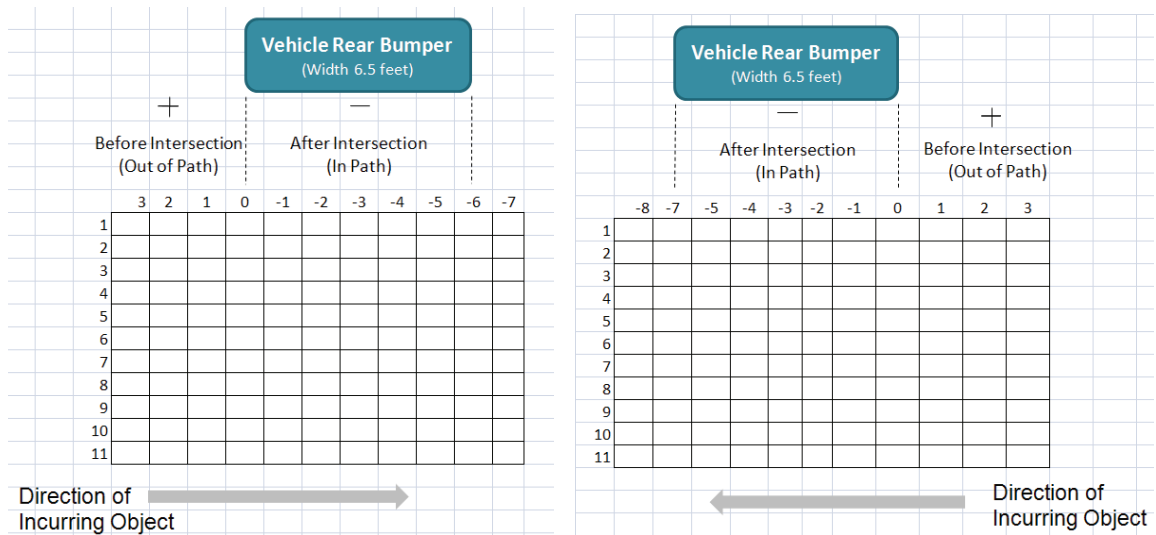 Vehicle Rear Bumper
(Width 6.5 feet)
+ −
Before Intersection After Intersection
(Out of Path) (In Path)
3 2 1 0 -1 -2 -3 -4 -5 -6 -7
1
2
3
4
5
6
7
8
9
10
11
Direction of
Incurring Object
Vehicle Rear Bumper
(Width 6.5 feet)
− +
After Intersection Before Intersection
(In Path) (Out of Path)
-8 -7 -5 -4 -3 -2 -1 0 1 2 3
1
2
3
4
5
6
7
8
9
10
11
Direction of
Incurring Object